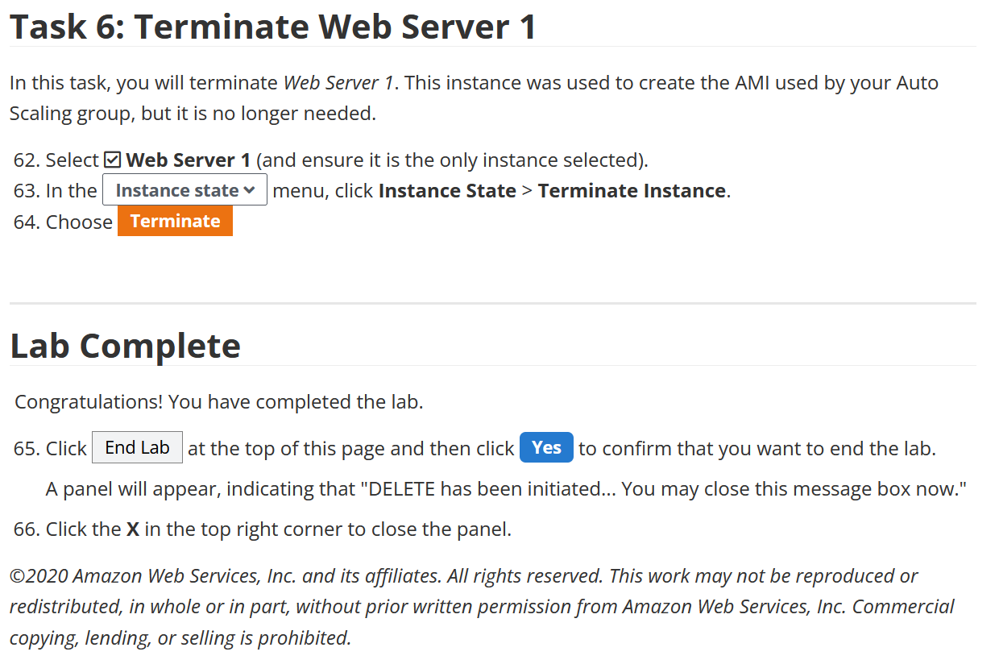 Task 6: Terminate Web Server 1
In this task, you will terminate Web Server 1. This instance was used to create the AMI used by your Auto
Scaling group, but it is no longer needed.
62. Select Web Server 1 (and ensure it is the only instance selected).
63. In the Instance state menu, click Instance State > Terminate Instance.
64. Choose Terminate
Lab Complete
Congratulations! You have completed the lab.
65. Click End Lab at the top of this page and then click Yes to confirm that you want to end the lab.
A panel will appear, indicating that "DELETE has been initiated... You may close this message box now."
66. Click the X in the top right corner to close the panel.
©2020 Amazon Web Services, Inc. and its affiliates. All rights reserved. This work may not be reproduced or
redistributed, in whole or in part, without prior written permission from Amazon Web Services, Inc. Commercial
copying, lending, or selling is prohibited.